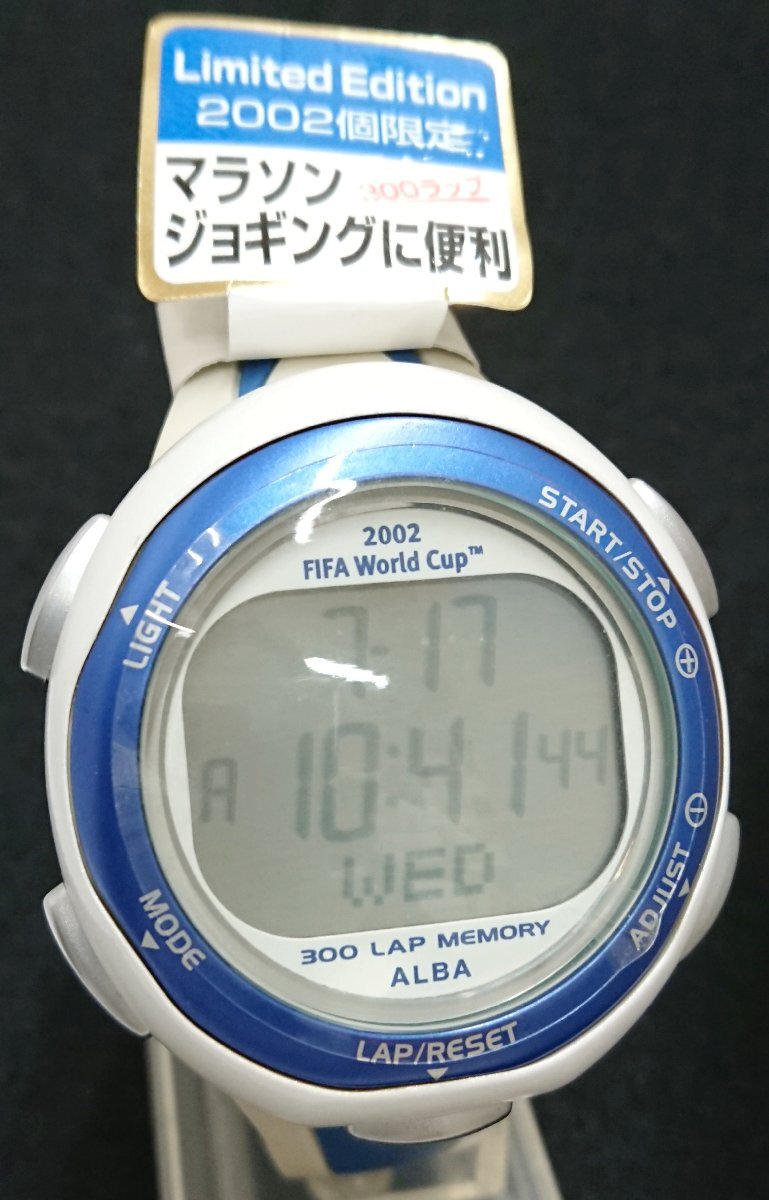 Limited Edition
2002個限定
マラソン 300ラップ
ジョギングに便利
2002
FIFA World Cup™
START/STOP
LIGHT
7-17
A 10:41 44
WED
300 LAP MEMORY
ALBA
MODE
ADJUST
LAP/RESET